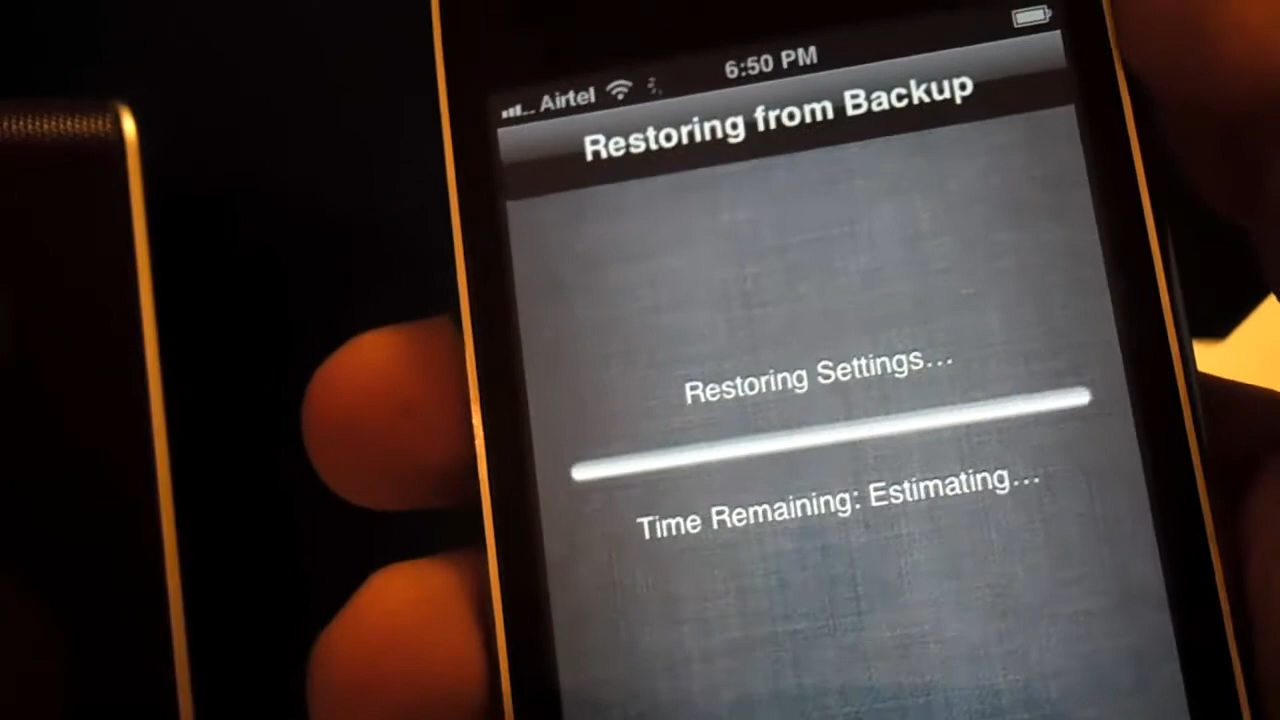 Airtel 6:50 PM
Restoring from Backup
Restoring Settings...
Time Remaining: Estimating...